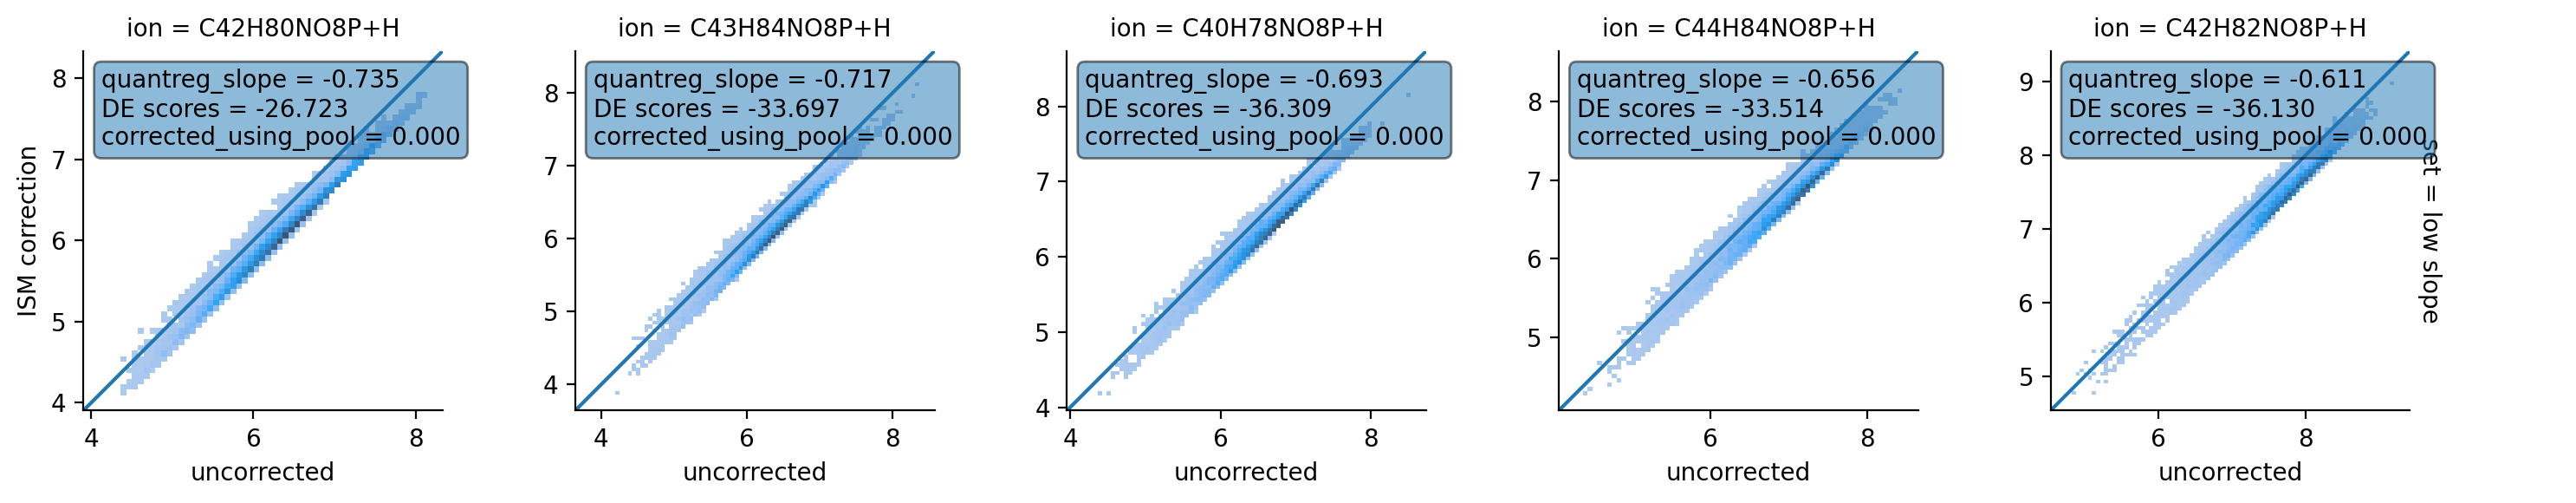 ion = C42H80NO8P+H
ion = C43H84NO8P+H
ion = C40H78NO8P+H
ion = C44H84NO8P+H
ion = C42H82NO8P+H
ISM correction
8
7
6
5
4
quantreg_slope = -0.735
DE scores = -26.723
corrected_using_pool = 0.000
4
6
8
uncorrected
8
7
6
5
4
quantreg_slope = -0.717
DE scores = -33.697
corrected_using_pool = 0.000
4
6
8
uncorrected
8
7
6
5
4
quantreg_slope = -0.693
DE scores = -36.309
corrected_using_pool = 0.000
4
6
8
uncorrected
8
7
6
5
quantreg_slope = -0.656
DE scores = -33.514
corrected_using_pool = 0.000
6
8
uncorrected
9
8
7
6
5
quantreg_slope = -0.611
DE scores = -36.130
corrected_using_pool = 0.000
6
8
uncorrected
set = low slope